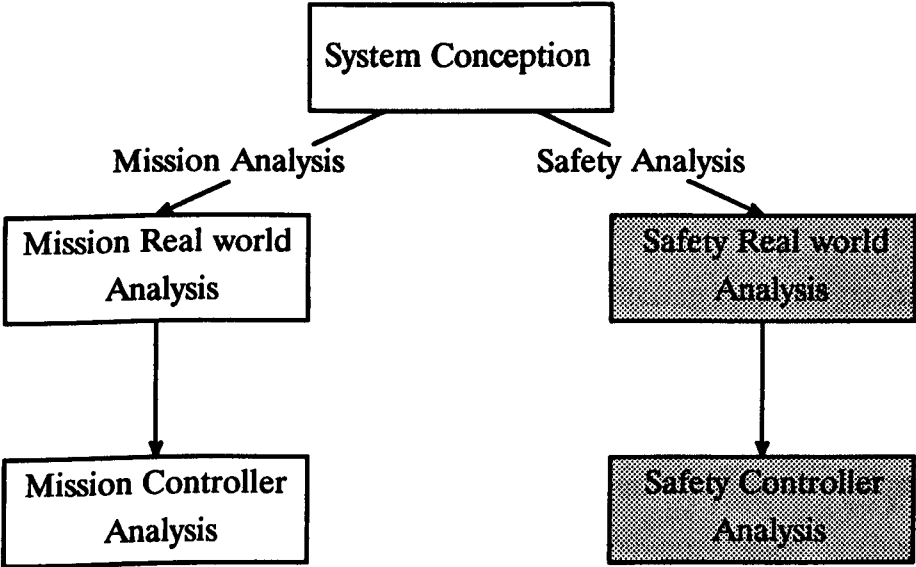 System Conception
Mission Analysis
Safety Analysis
Mission Real world
Analysis
Safety Real world
Analysis
Mission Controller
Analysis
Safety Controller
Analysis